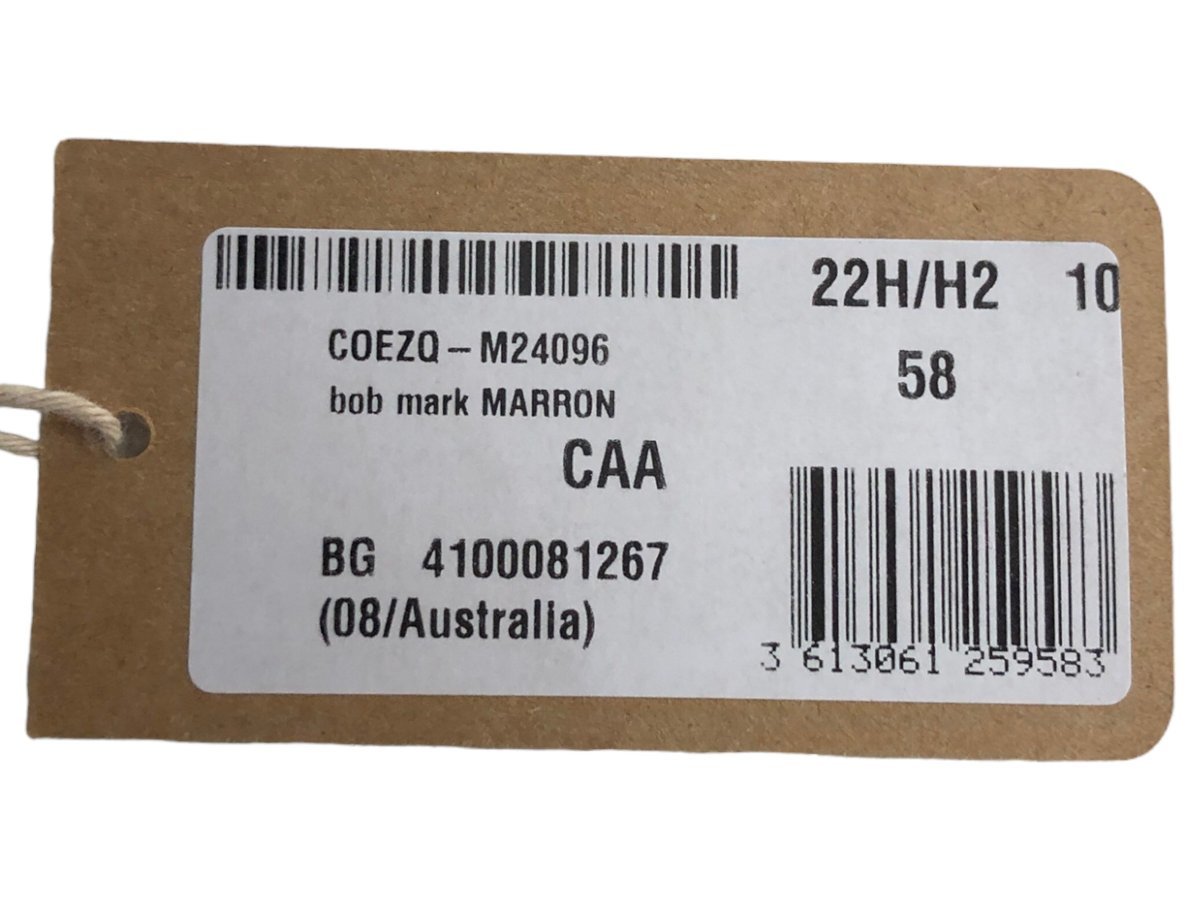 22H/H2 10
COEZQ – M24096
58
bob mark MARRON
CAA
BG 4100081267
(08/Australia)
3 613061 259583